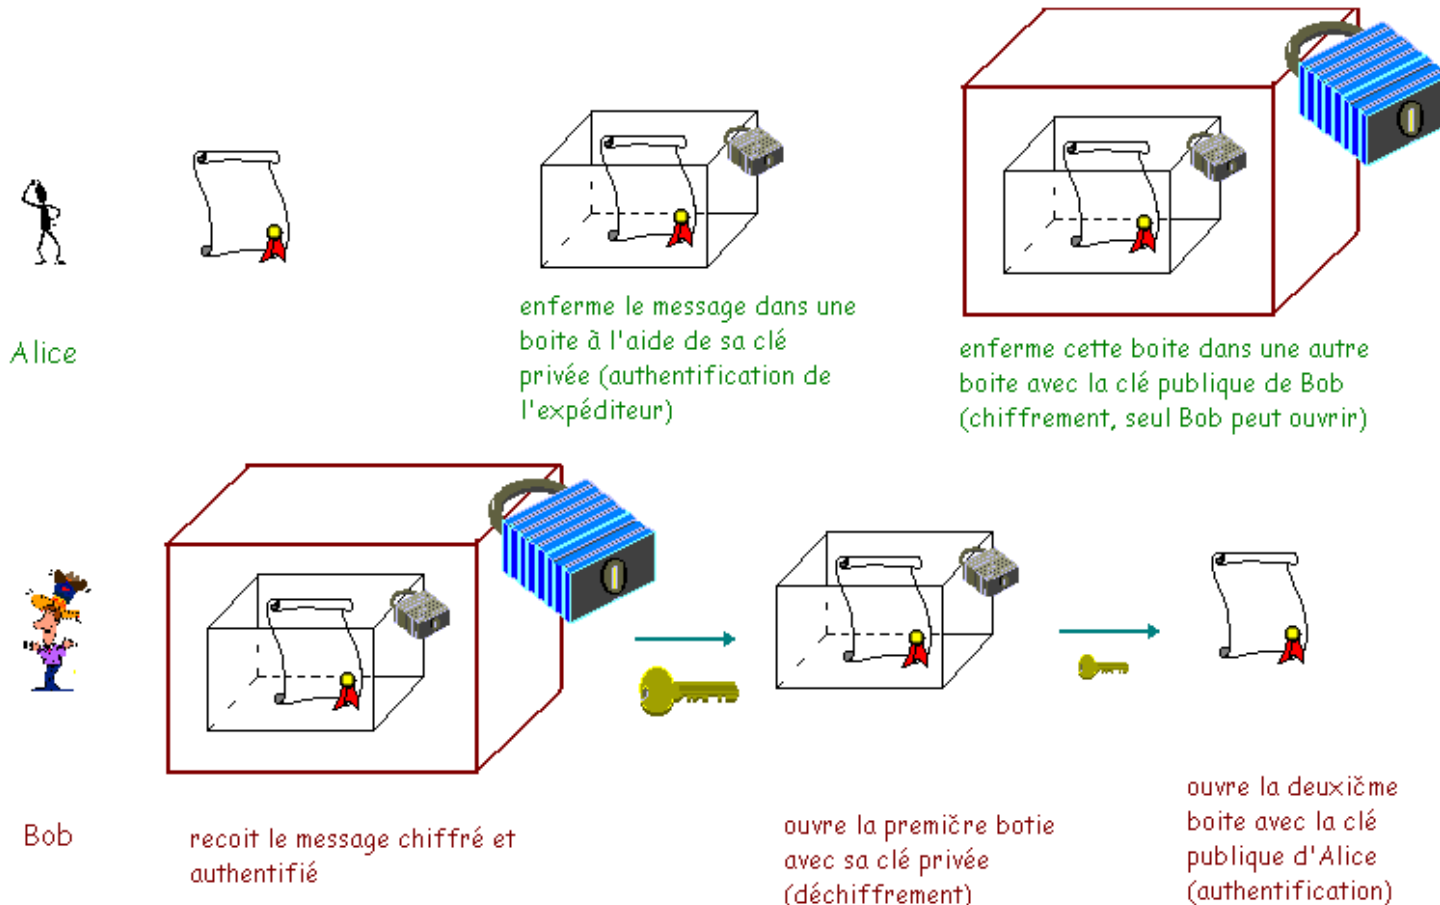 enferme le message dans une
boite à l'aide de sa clé
privée (authentification de
l'expéditeur)
Alice
enferme cette boite dans une autre
boite avec la clé publique de Bob
(chiffrement, seul Bob peut ouvrir)
Bob
recoit le message chiffré et
authentifié
ouvre la premičre botie
avec sa clé privée
(déchiffrement)
ouvre la deuxičme
boite avec la clé
publique d'Alice
(authentification)